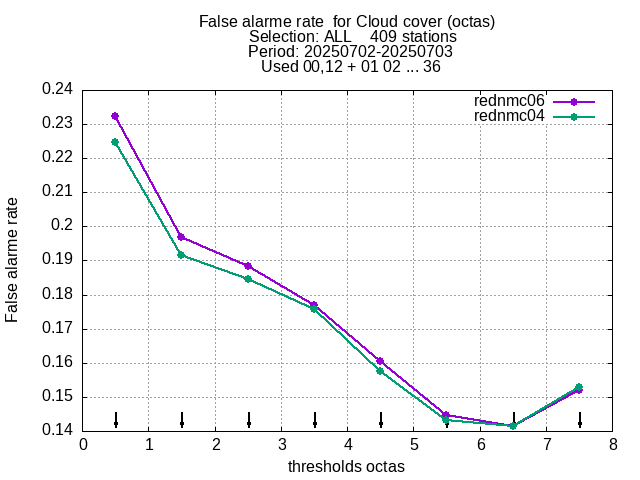 False alarme rate  for Cloud cover (octas)
Selection: ALL    409 stations
Period: 20250702-20250703
Used 00,12 + 01 02 ... 36
rednmc06
rednmc04
0.24
0.23
0.22
0.21
0.2
0.19
0.18
0.17
0.16
0.15
0.14
False alarme rate
0 1 2 3 4 5 6 7 8
thresholds octas